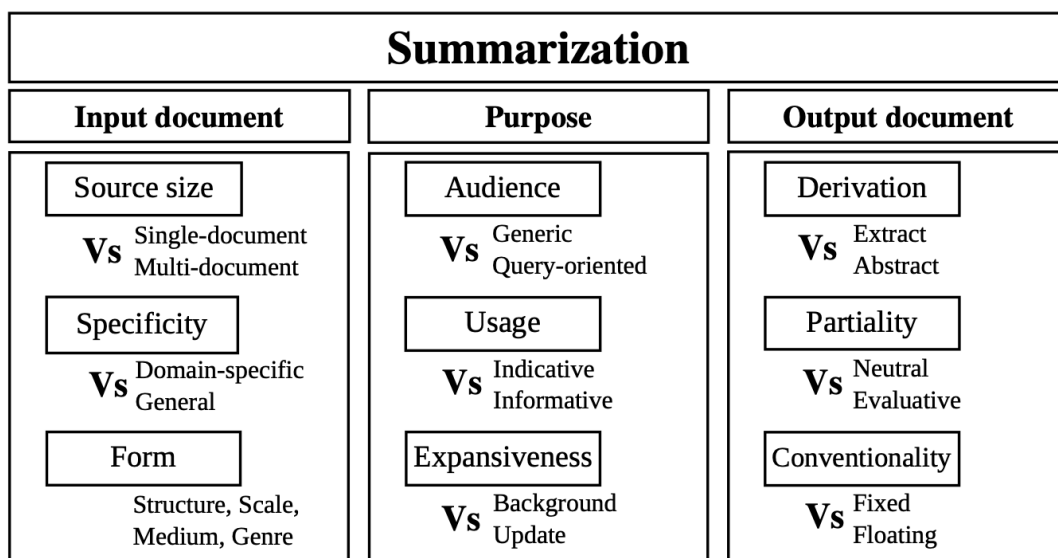 Summarization
Input document
Source size
Vs
Single-document
Multi-document
Specificity
Vs
Domain-specific
General
Form
Structure, Scale,
Medium, Genre
Purpose
Audience
Vs
Generic
Query-oriented
Usage
Vs
Indicative
Informative
Expansiveness
Vs
Background
Update
Output document
Derivation
Vs
Extract
Abstract
Partiality
Vs
Neutral
Evaluative
Conventionality
Vs
Fixed
Floating